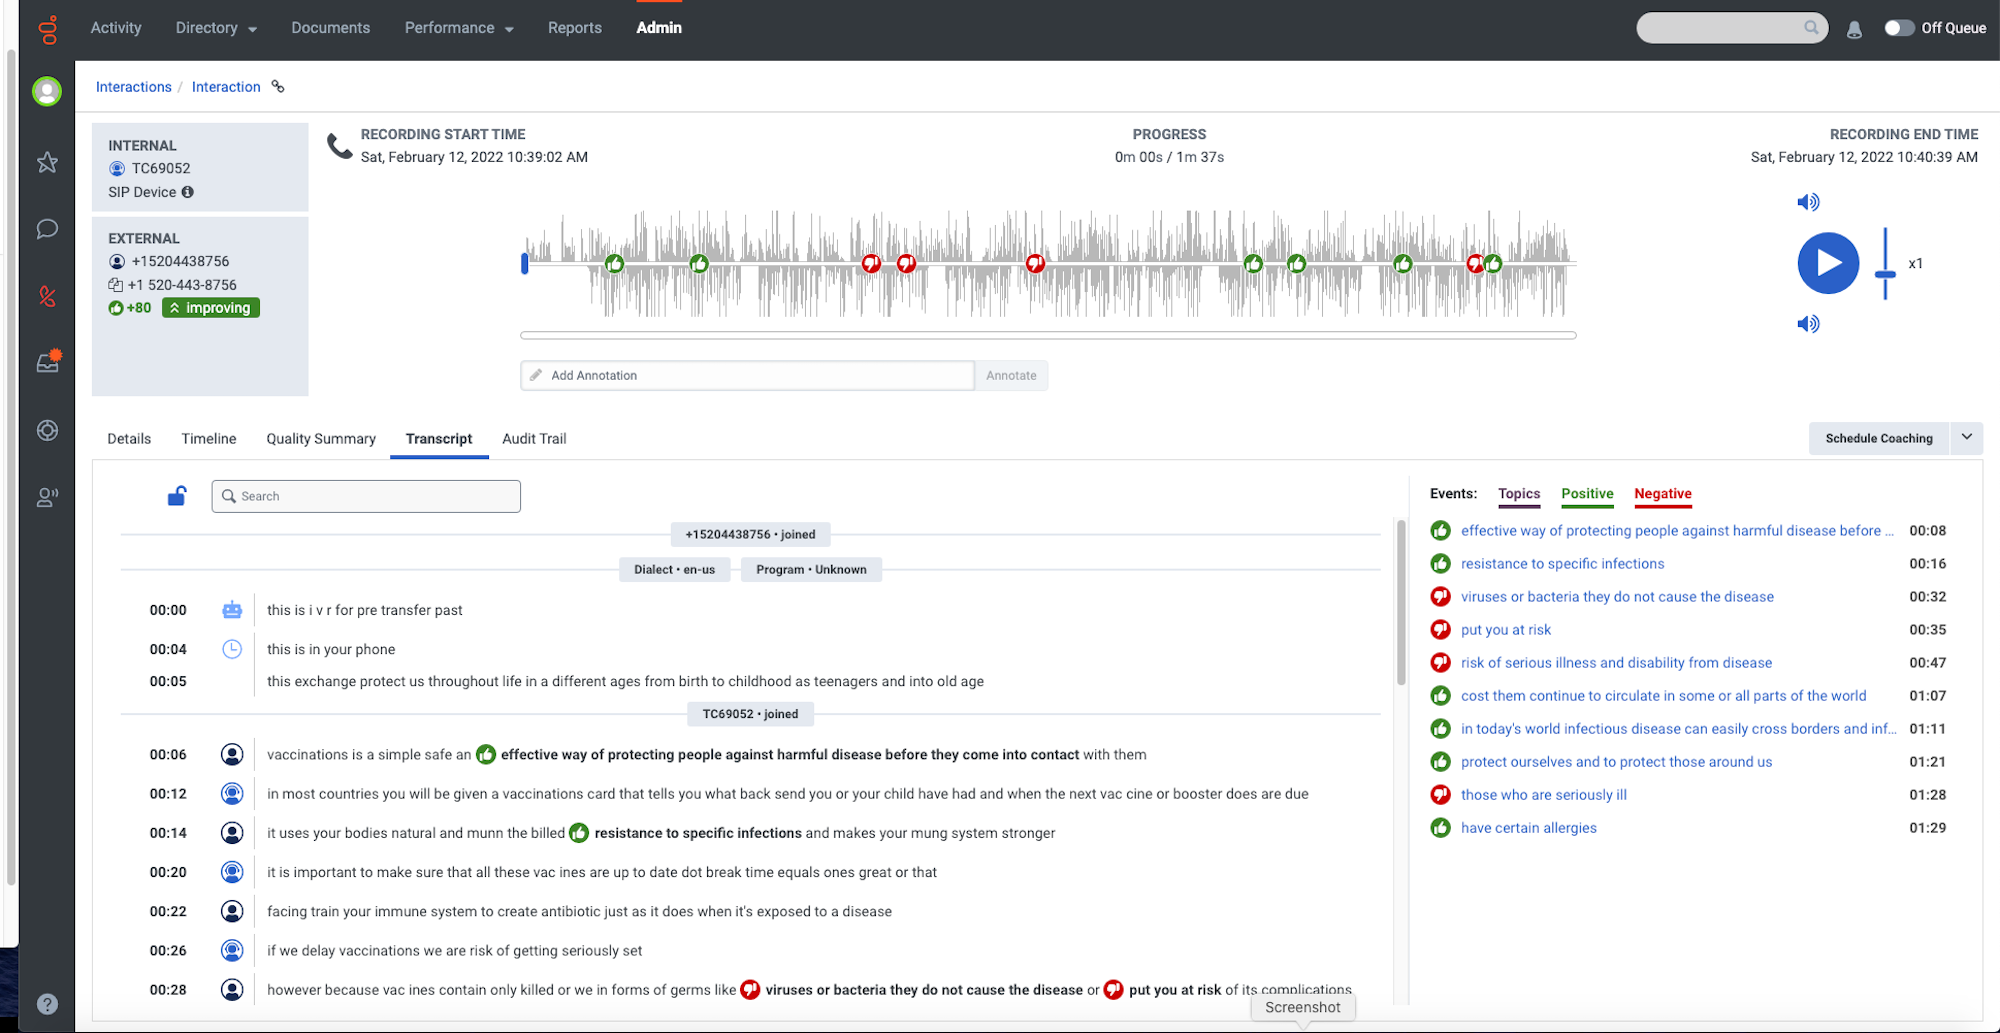 Activity Directory Documents Performance Reports Admin Off Queue
Interactions / Interaction
INTERNAL
TC69052
SIP Device
EXTERNAL
+15204438756
+1 520-443-8756
+80 improving
RECORDING START TIME
Sat, February 12, 2022 10:39:02 AM
PROGRESS
0m 00s / 1m 37s
RECORDING END TIME
Sat, February 12, 2022 10:40:39 AM
x1
Add Annotation Annotate
Details Timeline Quality Summary Transcript Audit Trail Schedule Coaching
Search
+15204438756 • joined
Dialect • en-us Program • Unknown
00:00 this is i v r for pre transfer past
00:04 this is in your phone
00:05 this exchange protect us throughout life in a different ages from birth to childhood as teenagers and into old age
TC69052 • joined
00:06 vaccinations is a simple safe an effective way of protecting people against harmful disease before they come into contact with them
00:12 in most countries you will be given a vaccinations card that tells you what back send you or your child have had and when the next vac cine or booster does are due
00:14 it uses your bodies natural and munn the billed resistance to specific infections and makes your mung system stronger
00:20 it is important to make sure that all these vac ines are up to date dot break time equals ones great or that
00:22 facing train your immune system to create antibiotic just as it does when it's exposed to a disease
00:26 if we delay vaccinations we are risk of getting seriously set
00:28 however because vac ines contain only killed or we in forms of germs like viruses or bacteria they do not cause the disease or put you at risk of its complications
Screenshot
Events: Topics Positive Negative
effective way of protecting people against harmful disease before ... 00:08
resistance to specific infections 00:16
viruses or bacteria they do not cause the disease 00:32
put you at risk 00:35
risk of serious illness and disability from disease 00:47
cost them continue to circulate in some or all parts of the world 01:07
in today's world infectious disease can easily cross borders and inf... 01:11
protect ourselves and to protect those around us 01:21
those who are seriously ill 01:28
have certain allergies 01:29